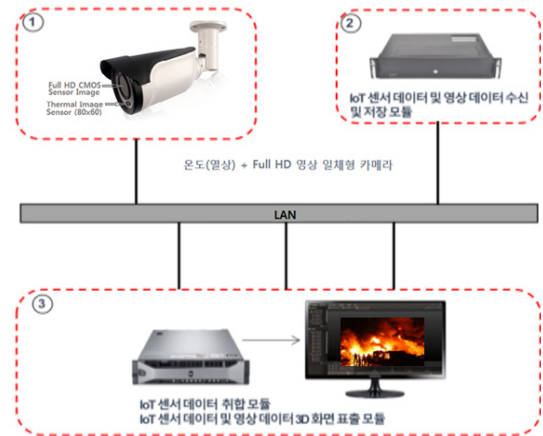 ①
Full HD CMOS
Sensor Image
Thermal Image
Sensor (80x60)
②
IoT 센서 데이터 및 영상 데이터 수신
및 저장 모듈
온도(열상) + Full HD 영상 일체형 카메라
LAN
③
IoT 센서 데이터 취합 모듈
IoT 센서 데이터 및 영상 데이터 3D 화면 표출 모듈